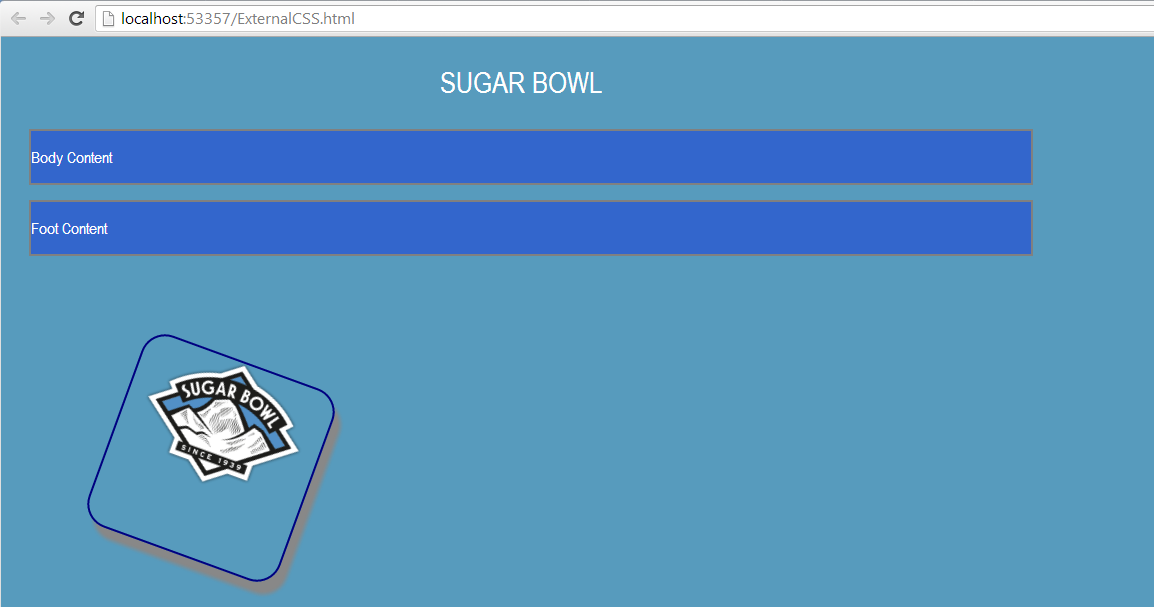 localhost:53357/ExternalCSS.html
SUGAR BOWL
Body Content
Foot Content
SUGAR BOWL
SINCE 1939